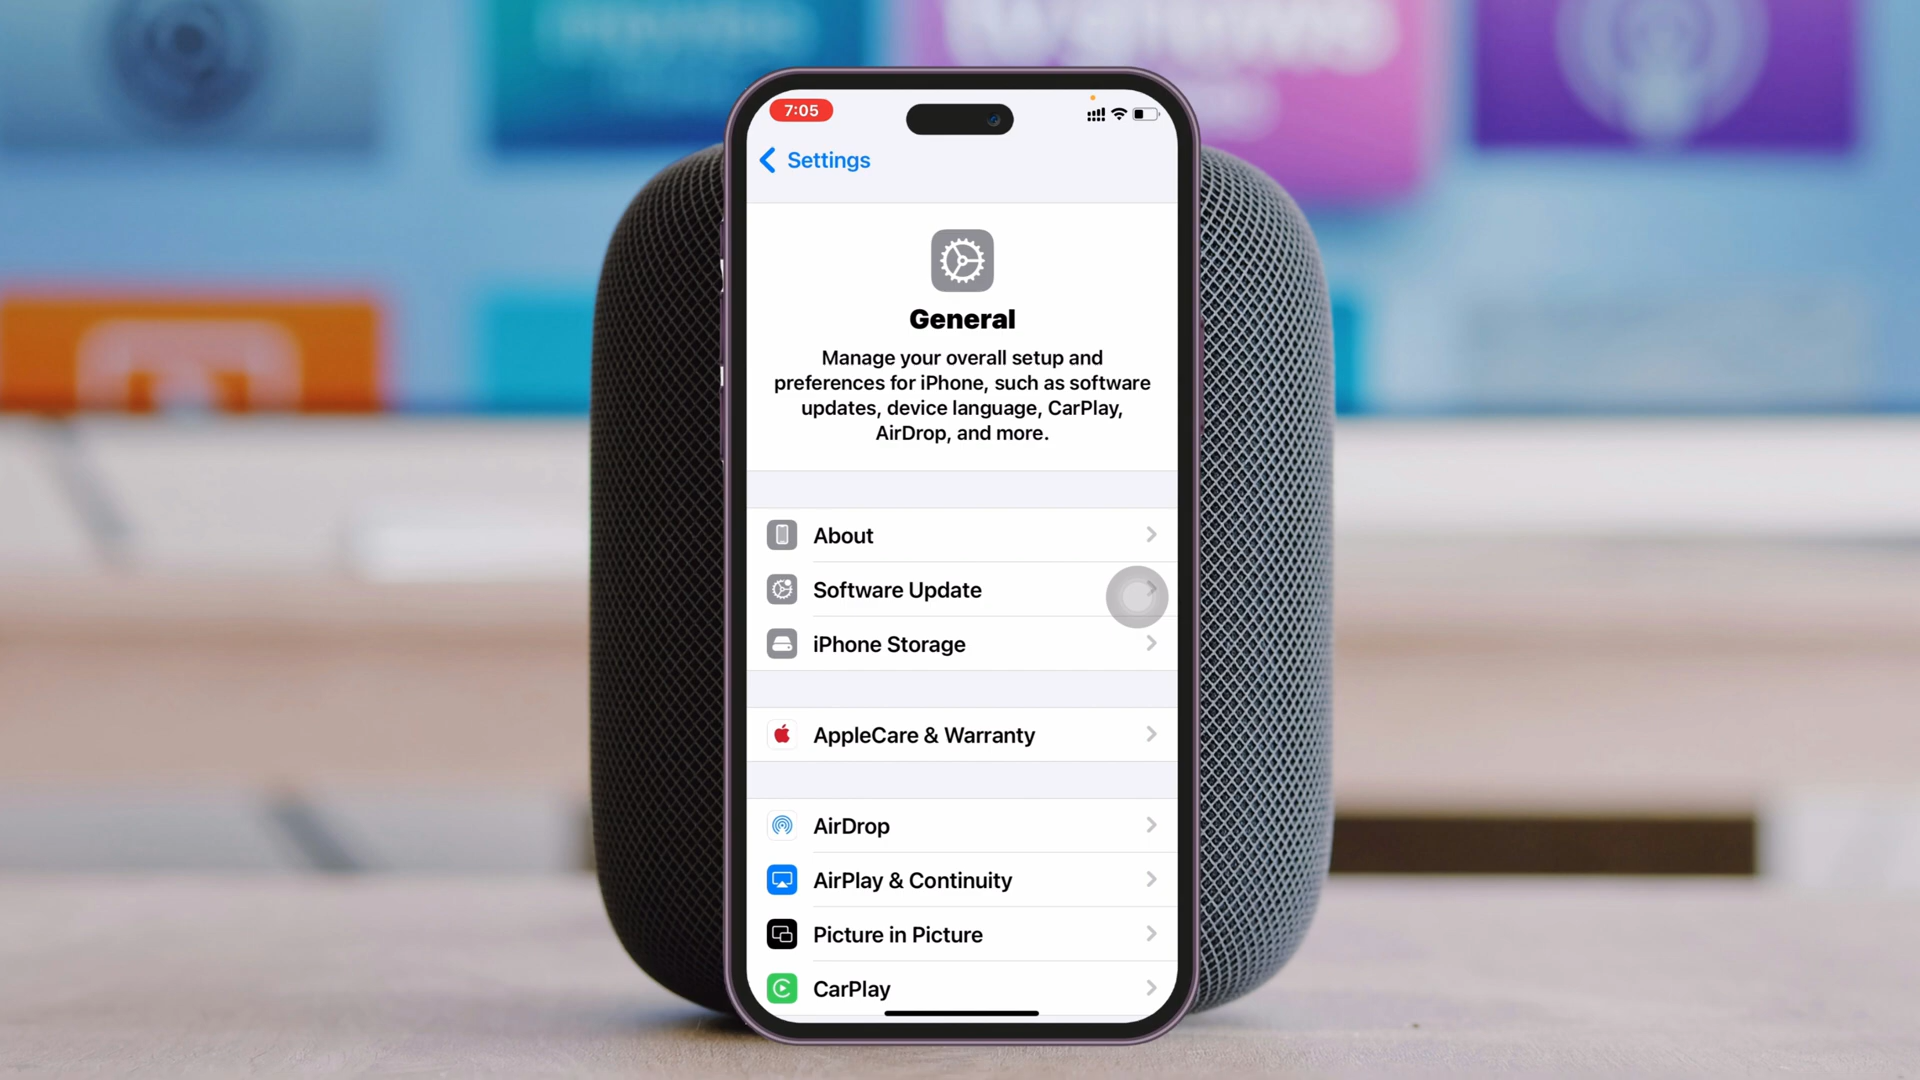 7:05
Settings
General
Manage your overall setup and
preferences for iPhone, such as software
updates, device language, CarPlay,
AirDrop, and more.
About
Software Update
iPhone Storage
AppleCare & Warranty
AirDrop
AirPlay & Continuity
Picture in Picture
CarPlay